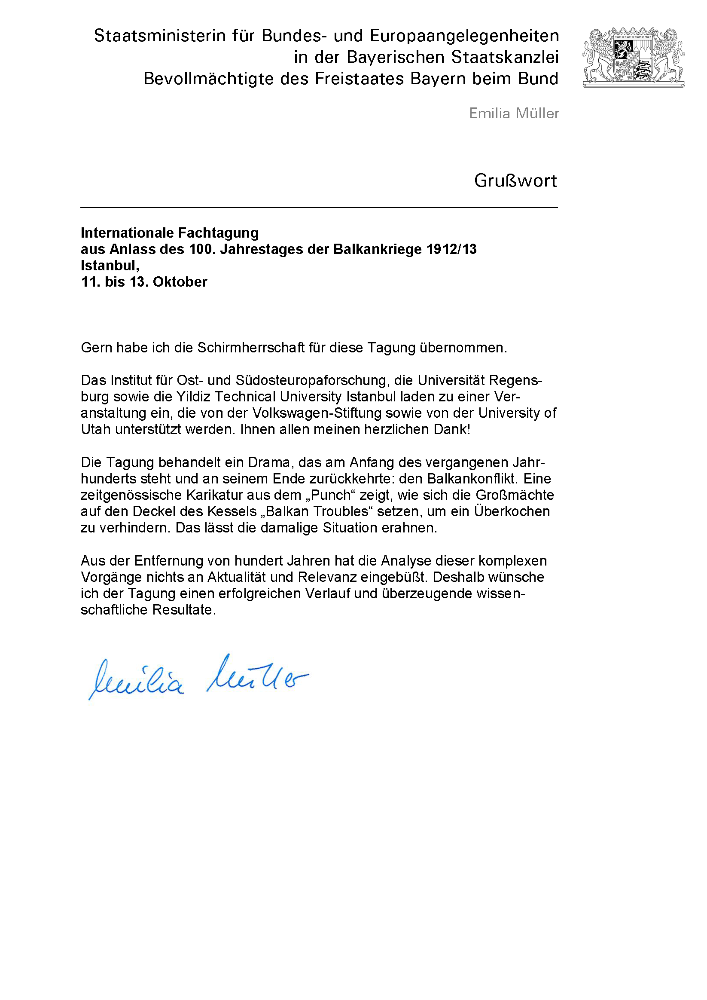 Staatsministerin für Bundes- und Europaangelegenheiten
in der Bayerischen Staatskanzlei
Bevollmächtigte des Freistaates Bayern beim Bund
Emilia Müller
Grußwort
Internationale Fachtagung
aus Anlass des 100. Jahrestages der Balkankriege 1912/13
Istanbul,
11. bis 13. Oktober
Gern habe ich die Schirmherrschaft für diese Tagung übernommen.
Das Institut für Ost- und Südosteuropaforschung, die Universität Regens-
burg sowie die Yildiz Technical University Istanbul laden zu einer Ver-
anstaltung ein, die von der Volkswagen-Stiftung sowie von der University of
Utah unterstützt werden. Ihnen allen meinen herzlichen Dank!
Die Tagung behandelt ein Drama, das am Anfang des vergangenen Jahr-
hunderts steht und an seinem Ende zurückkehrte: den Balkankonflikt. Eine
zeitgenössische Karikatur aus dem „Punch“ zeigt, wie sich die Großmächte
auf den Deckel des Kessels „Balkan Troubles“ setzen, um ein Überkochen
zu verhindern. Das lässt die damalige Situation erahnen.
Aus der Entfernung von hundert Jahren hat die Analyse dieser komplexen
Vorgänge nichts an Aktualität und Relevanz eingebüßt. Deshalb wünsche
ich der Tagung einen erfolgreichen Verlauf und überzeugende wissen-
schaftliche Resultate.
Emilia Müller